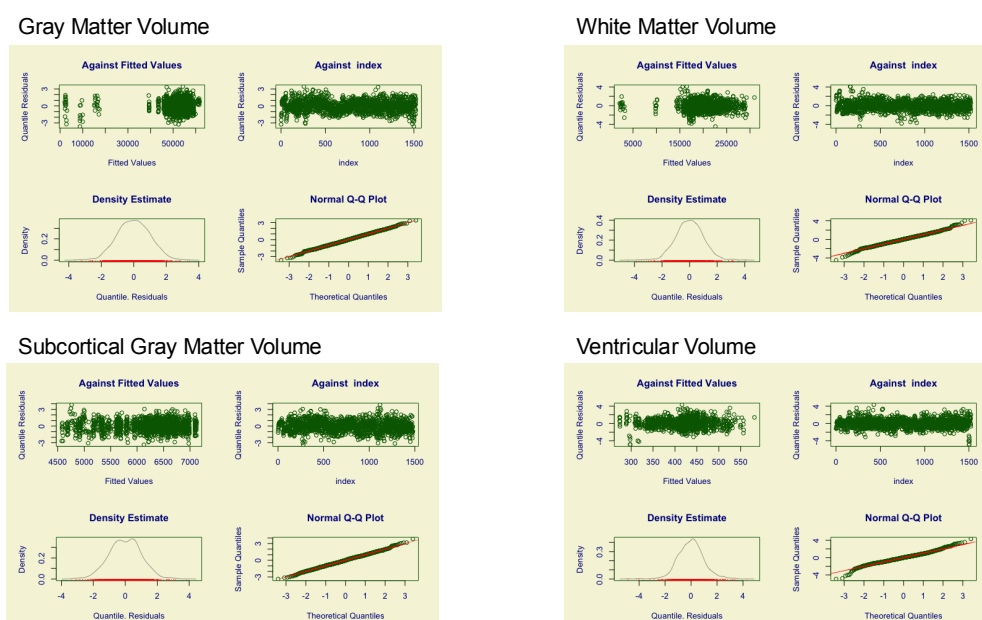 Gray Matter Volume
Against Fitted Values
Quantile Residuals
-3 0 3
0 10000 30000 50000
Fitted Values
Against index
Quantile Residuals
-3 0 3
0 500 1000 1500
index
Density Estimate
Density
0.0 0.2
-4 -2 0 2 4
Quantile. Residuals
Normal Q-Q Plot
Sample Quantiles
-3 0 3
-3 -2 -1 0 1 2 3
Theoretical Quantiles
White Matter Volume
Against Fitted Values
Quantile Residuals
-4 0 4
5000 15000 25000
Fitted Values
Against index
Quantile Residuals
-4 0 4
0 500 1000 1500
index
Density Estimate
Density
0.0 0.2 0.4
-4 -2 0 2 4
Quantile. Residuals
Normal Q-Q Plot
Sample Quantiles
-4 0 4
-3 -2 -1 0 1 2 3
Theoretical Quantiles
Subcortical Gray Matter Volume
Against Fitted Values
Quantile Residuals
-3 0 3
4500 5000 5500 6000 6500 7000
Fitted Values
Against index
Quantile Residuals
-3 0 3
0 500 1000 1500
index
Density Estimate
Density
0.0 0.2
-4 -2 0 2 4
Quantile. Residuals
Normal Q-Q Plot
Sample Quantiles
-3 0 3
-3 -2 -1 0 1 2 3
Theoretical Quantiles
Ventricular Volume
Against Fitted Values
Quantile Residuals
-4 0 4
300 350 400 450 500 550
Fitted Values
Against index
Quantile Residuals
-4 0 4
0 500 1000 1500
index
Density Estimate
Density
0.0 0.3
-6 -4 -2 0 2 4
Quantile. Residuals
Normal Q-Q Plot
Sample Quantiles
-4 0 4
-3 -2 -1 0 1 2 3
Theoretical Quantiles